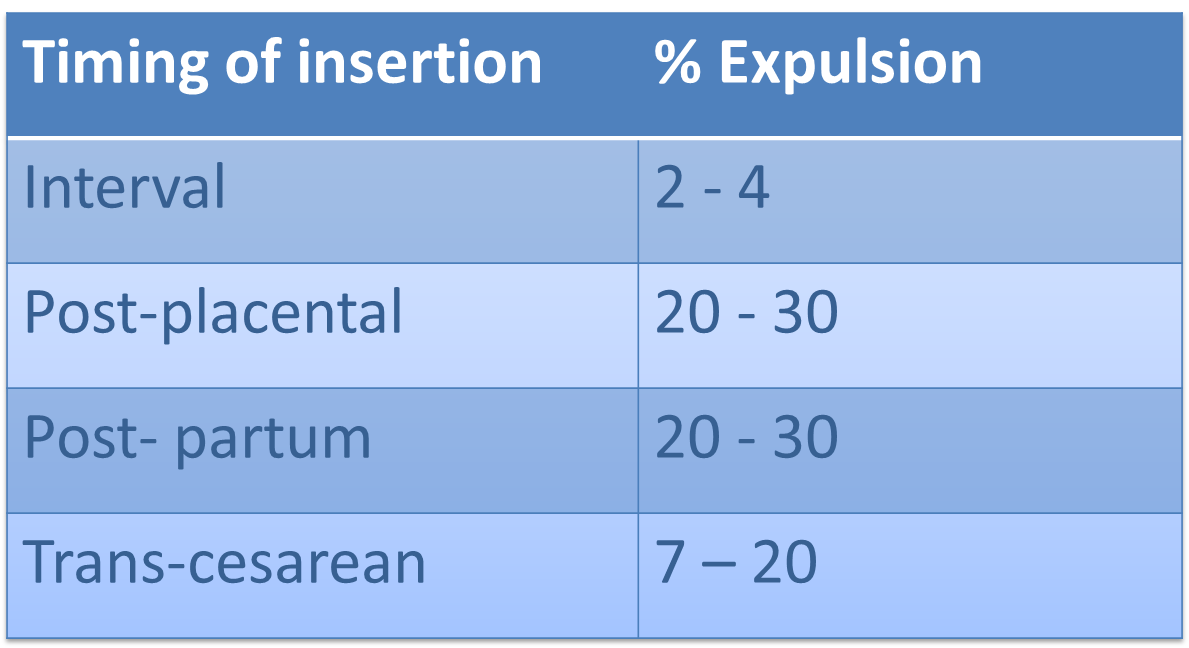 Timing of insertion % Expulsion
Interval 2 - 4
Post-placental 20 - 30
Post- partum 20 - 30
Trans-cesarean 7 – 20